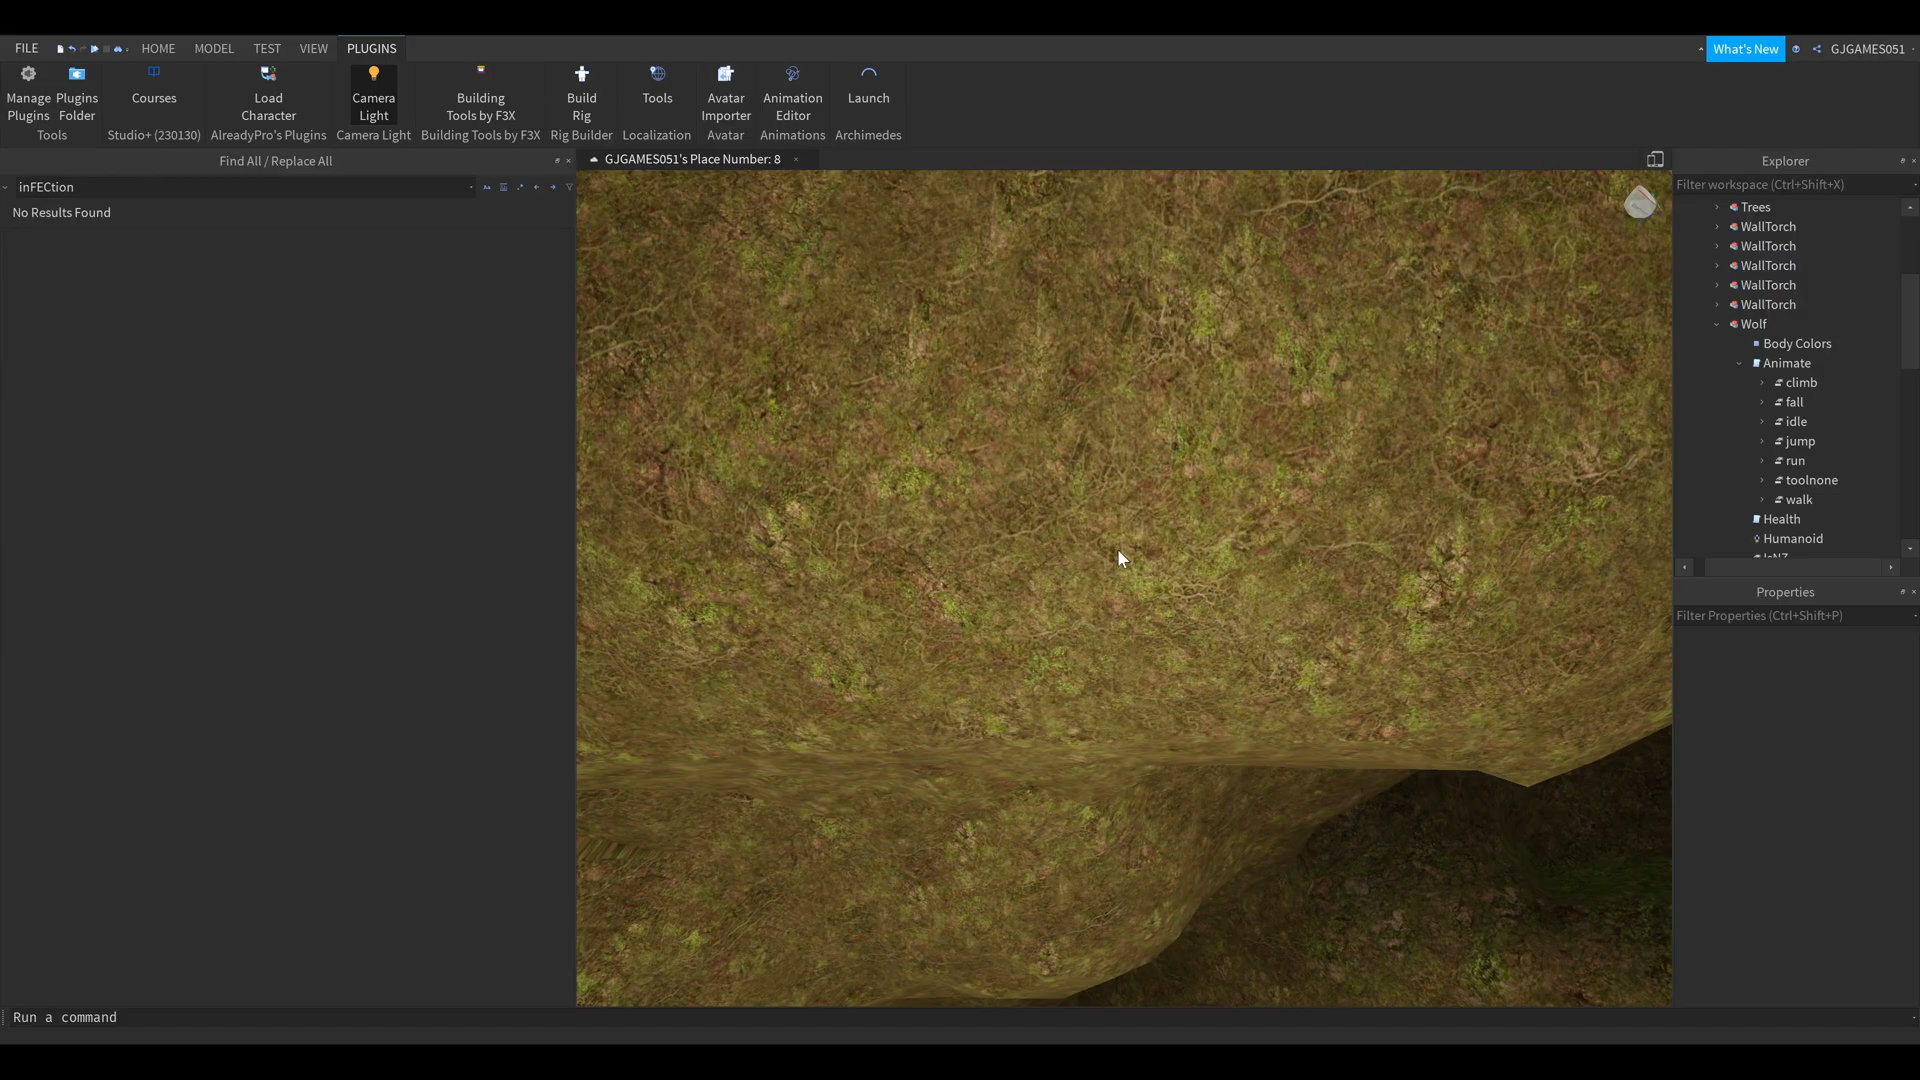 FILE HOME MODEL TEST VIEW PLUGINS What's New GJGAMES051
Manage Plugins Plugins Folder Courses Load Character Camera Light Building Tools by F3X Build Rig Tools Avatar Importer Animation Editor Launch
Tools Studio+ (230130) AlreadyPro's Plugins Camera Light Building Tools by F3X Rig Builder Localization Avatar Animations Archimedes
Find All / Replace All
inFECtion
No Results Found
GJGAMES051's Place Number: 8
Explorer
Filter workspace (Ctrl+Shift+X)
Trees
WallTorch
WallTorch
WallTorch
WallTorch
WallTorch
Wolf
Body Colors
Animate
climb
fall
idle
jump
run
toolnone
walk
Health
Humanoid
Properties
Filter Properties (Ctrl+Shift+P)
Run a command